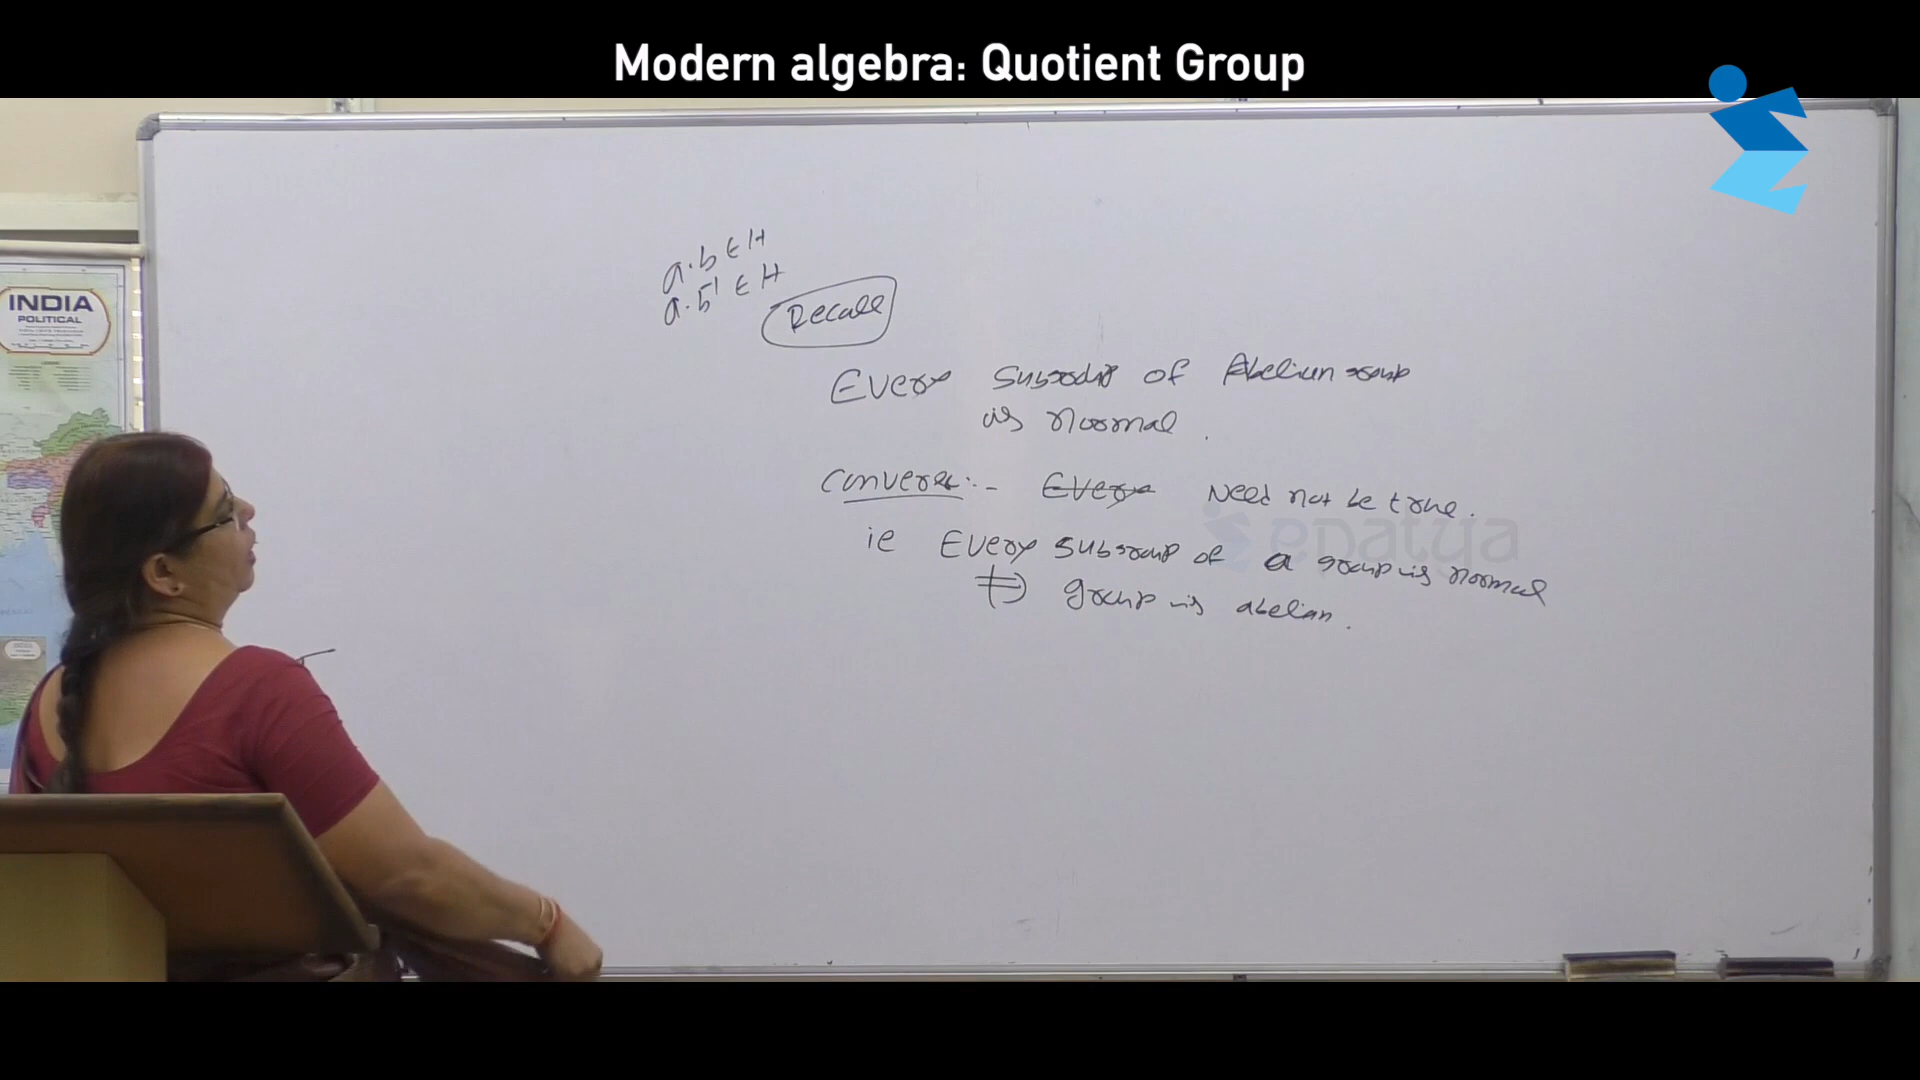 Modern algebra: Quotient Group
a.b ∈ H
a.b⁻¹ ∈ H
Recall
Every subgroup of Abelian group
is normal.
Converse:- Every Need not be true.
ie Every subgroup of a group is normal
⇏ group is abelian.
epatya
INDIA
POLITICAL